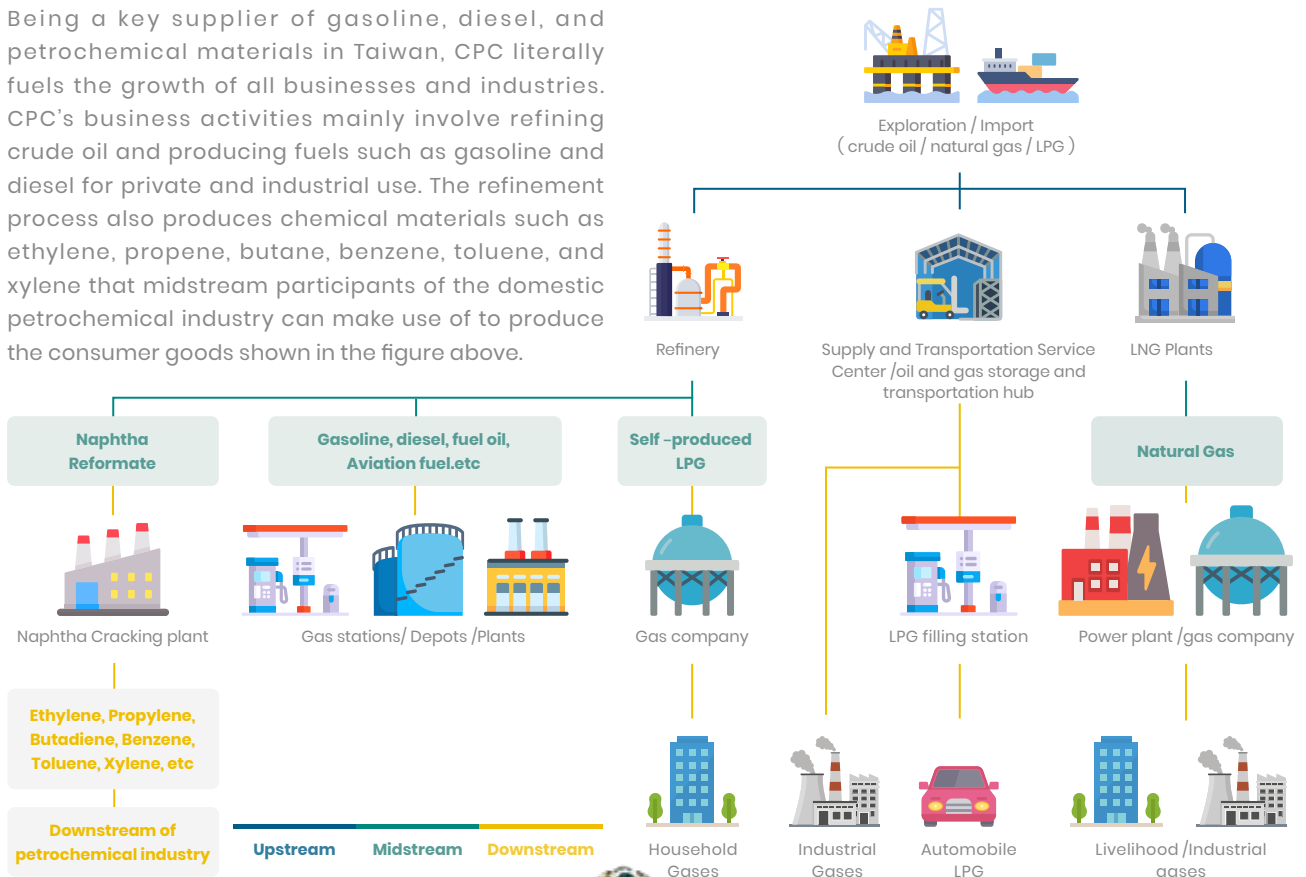 Being a key supplier of gasoline, diesel, and
petrochemical materials in Taiwan, CPC literally
fuels the growth of all businesses and industries.
CPC's business activities mainly involve refining
crude oil and producing fuels such as gasoline and
diesel for private and industrial use. The refinement
process also produces chemical materials such as
ethylene, propene, butane, benzene, toluene, and
xylene that midstream participants of the domestic
petrochemical industry can make use of to produce
the consumer goods shown in the figure above.
Exploration / Import
( crude oil / natural gas / LPG )
Refinery
Supply and Transportation Service
Center /oil and gas storage and
transportation hub
LNG Plants
Naphtha
Reformate
Gasoline, diesel, fuel oil,
Aviation fuel.etc
Self -produced
LPG
Natural Gas
Naphtha Cracking plant
Gas stations/ Depots /Plants
Gas company
LPG filling station
Power plant /gas company
Ethylene, Propylene,
Butadiene, Benzene,
Toluene, Xylene, etc
Downstream of
petrochemical industry
Upstream
Midstream
Downstream
Household
Gases
Industrial
Gases
Automobile
LPG
Livelihood /Industrial
gases